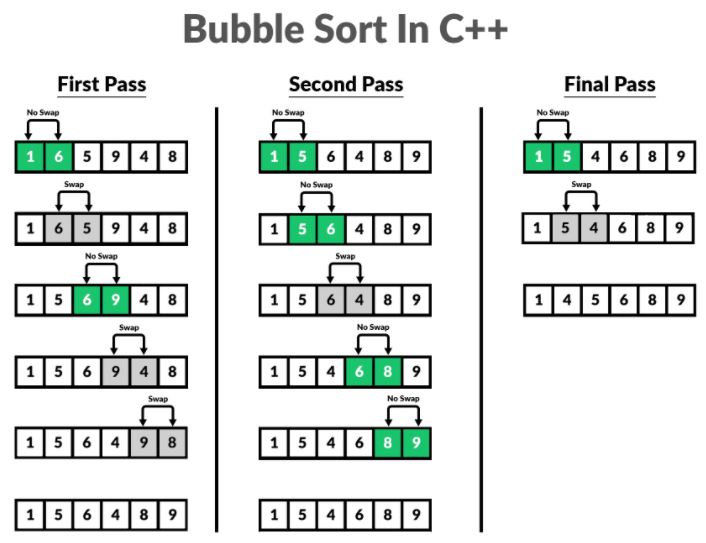 Bubble Sort In C++
First Pass
No Swap
1 6 5 9 4 8
Swap
1 6 5 9 4 8
No Swap
1 5 6 9 4 8
Swap
1 5 6 9 4 8
Swap
1 5 6 4 9 8
1 5 6 4 8 9
Second Pass
No Swap
1 5 6 4 8 9
No Swap
1 5 6 4 8 9
Swap
1 5 6 4 8 9
No Swap
1 5 4 6 8 9
No Swap
1 5 4 6 8 9
1 5 4 6 8 9
Final Pass
No Swap
1 5 4 6 8 9
Swap
1 5 4 6 8 9
1 4 5 6 8 9